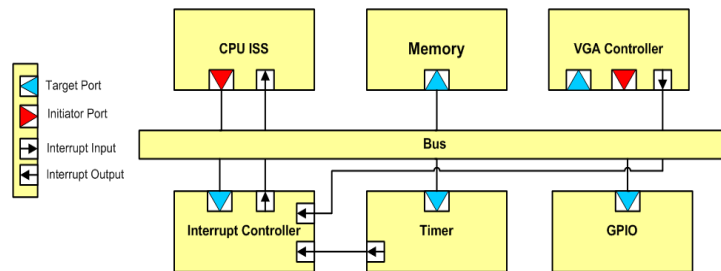 CPU ISS
Memory
VGA Controller
Target Port
Initiator Port
Interrupt Input
Interrupt Output
Bus
Interrupt Controller
Timer
GPIO